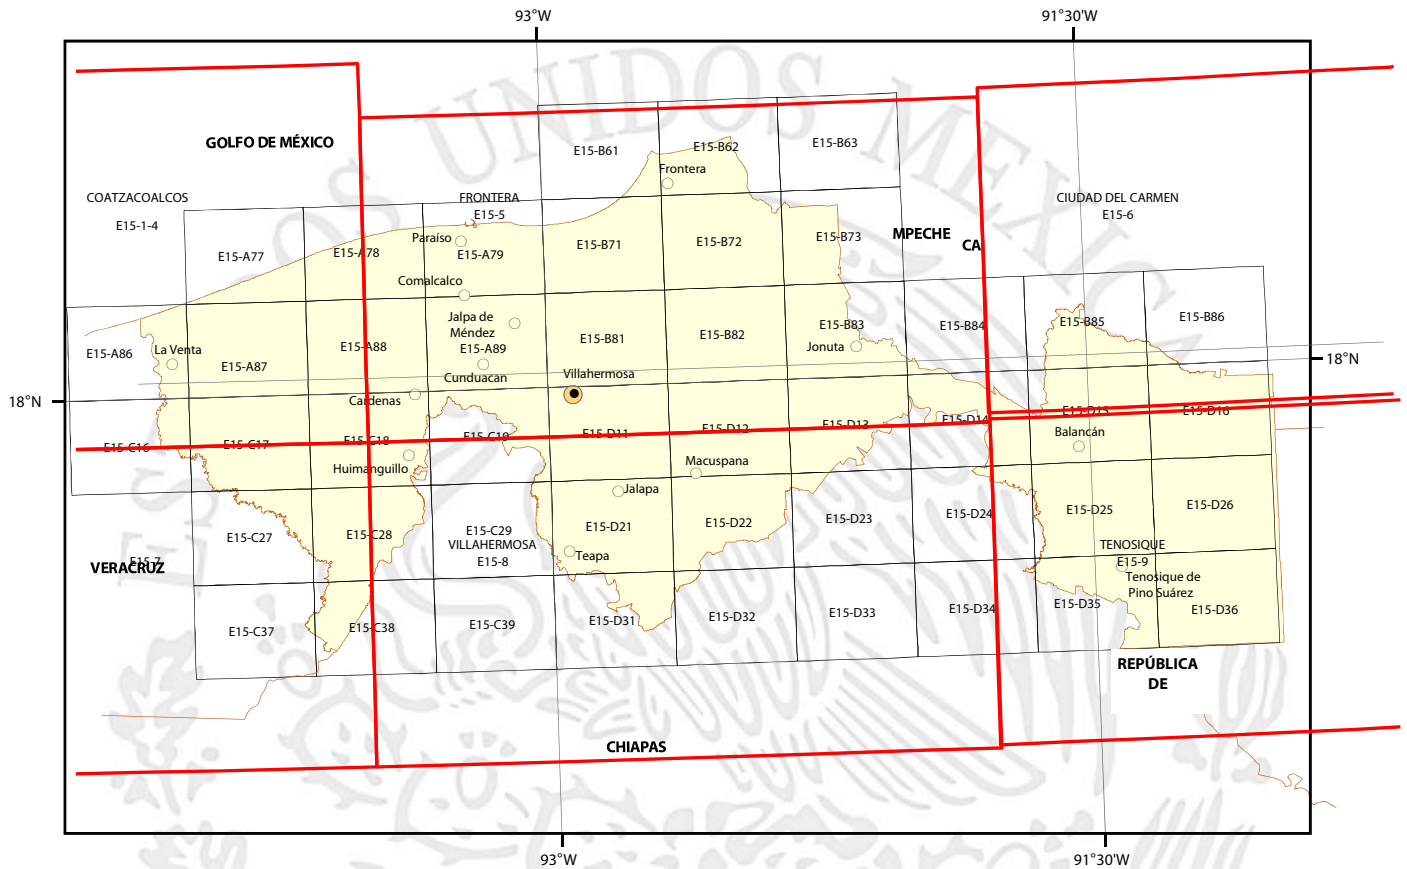 93°W
91°30'W
UNIDOS MEXIC
E15-B61
E15-B62
E15-B63
GOLFO DE MÉXICO
Frontera
COATZACOALCOS
FRONTERA
CIUDAD DEL CARMEN
E15-1-4
E15-5
E15-6
MPECHE
CA
Paraíso
E15-A77
E15-A78
E15-A79
E15-B71
E15-B72
E15-B73
Comalcalco
Jalpa de
Méndez
E15-A86
La Venta
E15-A87
E15-A88
E15-A89
E15-B81
E15-B82
E15-B83
E15-B84
E15-B85
E15-B86
Jonuta
18°N
Cunduacan
Villahermosa
18°N
Cardenas
E15-C16
E15-C17
E15-C18
E15-C19
E15-D11
E15-D12
E15-D13
E15-D14
E15-D15
E15-D16
Balancán
Huimanguillo
Macuspana
Jalapa
E15-C27
E15-C28
E15-C29
E15-D21
E15-D22
E15-D23
E15-D24
E15-D25
E15-D26
VILLAHERMOSA
E15-8
TENOSIQUE
E15-9
Teapa
E15-7
VERACRUZ
Tenosique de
Pino Suárez
E15-C37
E15-C38
E15-C39
E15-D31
E15-D32
E15-D33
E15-D34
E15-D35
E15-D36
REPÚBLICA
DE
CHIAPAS
93°W
91°30'W